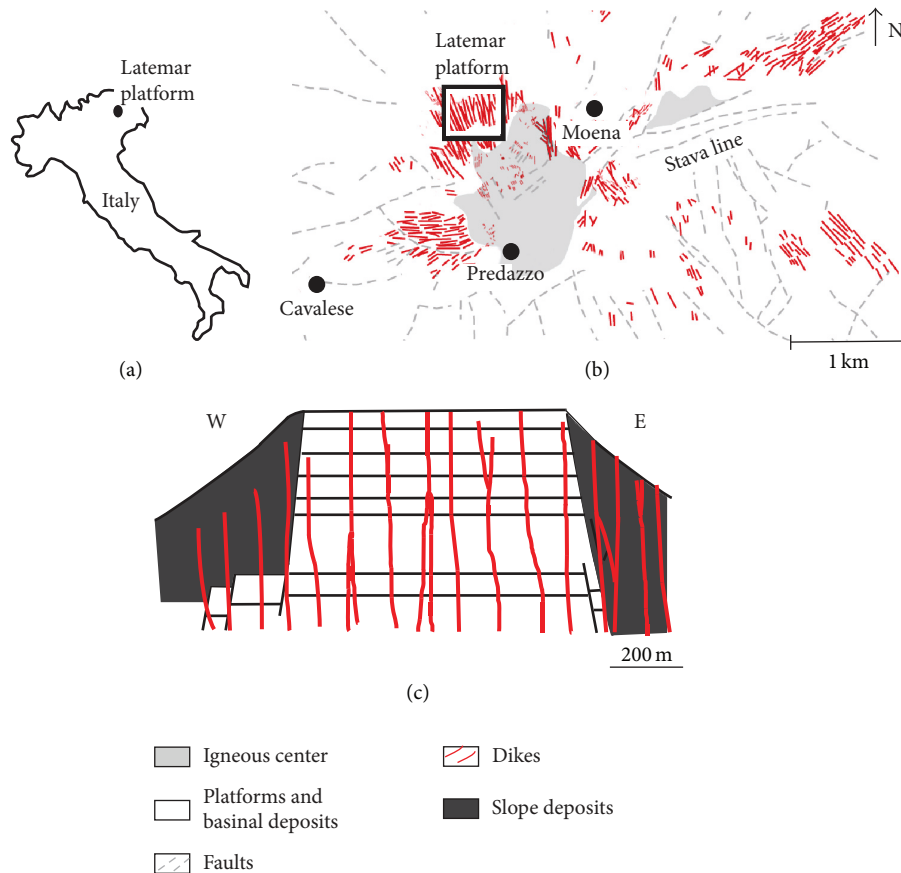 Latemar
platform
Italy
(a)
Latemar
platform
N
Moena
Stava line
Predazzo
Cavalese
1 km
(b)
W
E
200 m
(c)
Igneous center
Dikes
Platforms and
basinal deposits
Slope deposits
Faults